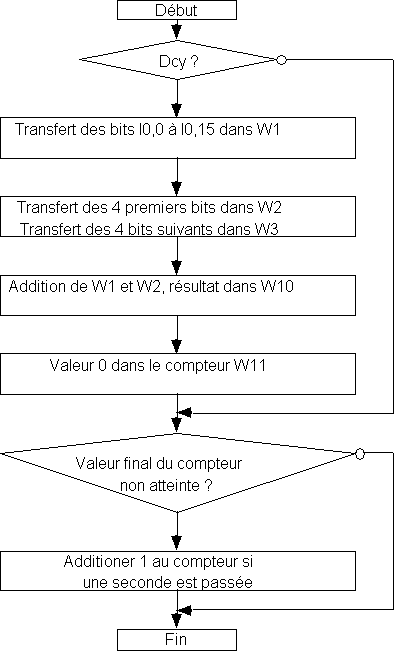 Début
Dcy ?
Transfert des bits I0,0 à I0,15 dans W1
Transfert des 4 premiers bits dans W2
Transfert des 4 bits suivants dans W3
Addition de W1 et W2, résultat dans W10
Valeur 0 dans le compteur W11
Valeur final du compteur
non atteinte ?
Additioner 1 au compteur si
une seconde est passée
Fin